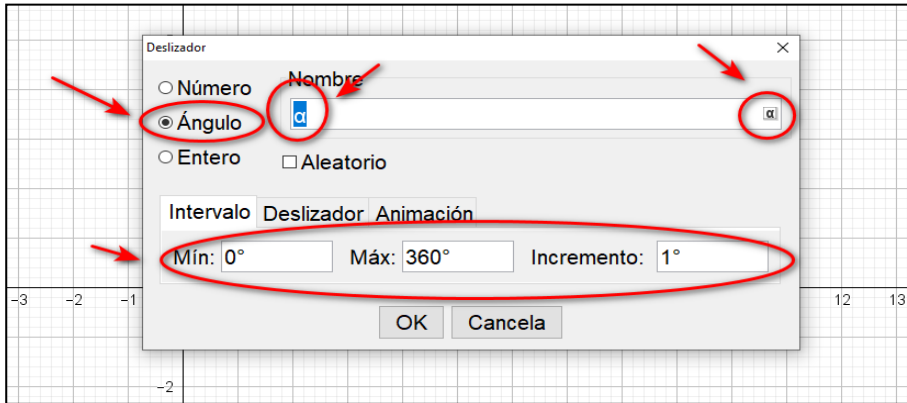 Deslizador
Número
Nombre
Ángulo
α
α
Entero
Aleatorio
Intervalo Deslizador Animación
Mín: 0° Máx: 360° Incremento: 1°
-3 -2 -1 12 13
OK Cancela
-2